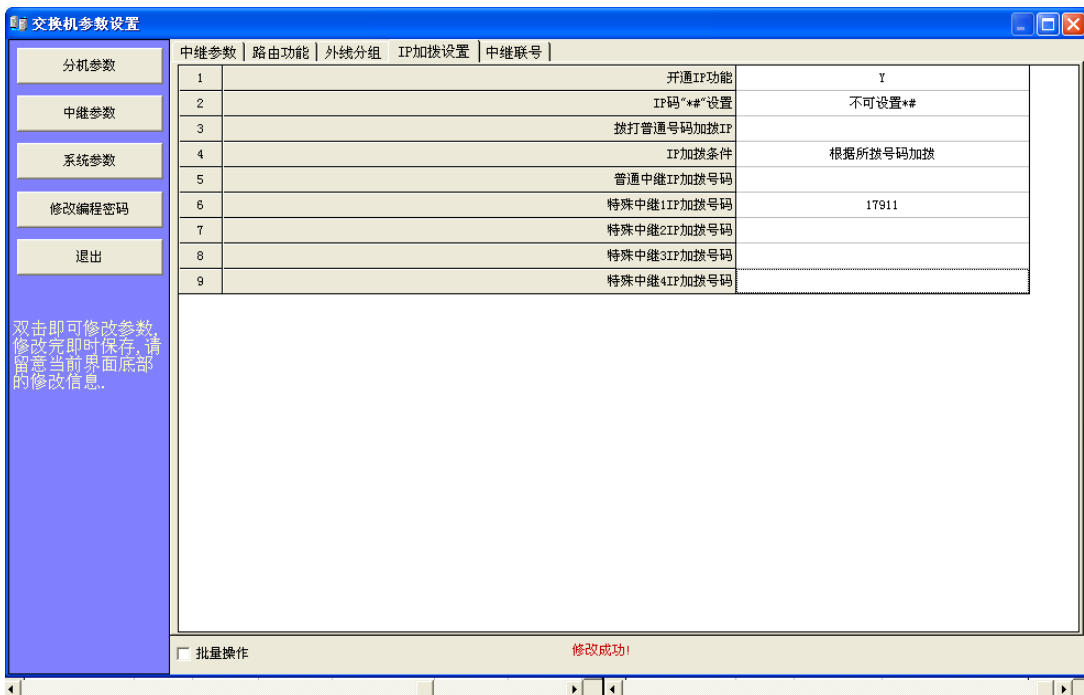 交换机参数设置
分机参数
中继参数
系统参数
修改编程密码
退出
双击即可修改参数,
修改完即时保存,请
留意当前界面底部
的修改信息.
中继参数 路由功能 外线分组 IP加拨设置 中继联号
1 开通IP功能 Y
2 IP码"*#"设置 不可设置*#
3 拨打普通号码加拨IP
4 IP加拨条件 根据所拨号码加拨
5 普通中继IP加拨号码
6 特殊中继1IP加拨号码 17911
7 特殊中继2IP加拨号码
8 特殊中继3IP加拨号码
9 特殊中继4IP加拨号码
批量操作 修改成功!